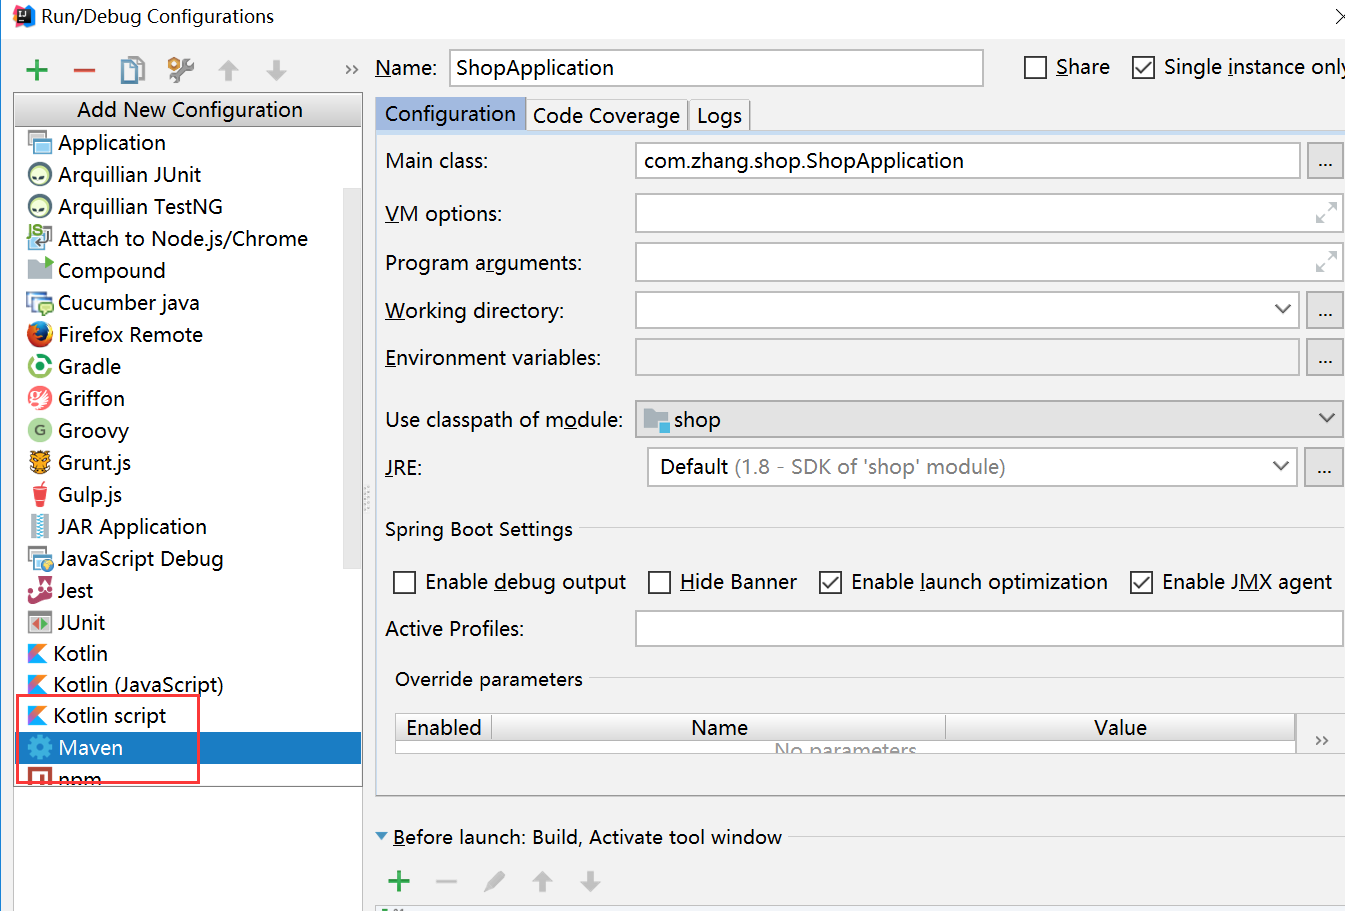 Run/Debug Configurations
Name: ShopApplication Share Single instance only
Add New Configuration
Application
Arquillian JUnit
Arquillian TestNG
Attach to Node.js/Chrome
Compound
Cucumber java
Firefox Remote
Gradle
Griffon
Groovy
Grunt.js
Gulp.js
JAR Application
JavaScript Debug
Jest
JUnit
Kotlin
Kotlin (JavaScript)
Kotlin script
Maven
npm
Configuration Code Coverage Logs
Main class: com.zhang.shop.ShopApplication ...
VM options:
Program arguments:
Working directory: ...
Environment variables: ...
Use classpath of module: shop
JRE: Default (1.8 - SDK of 'shop' module) ...
Spring Boot Settings
Enable debug output Hide Banner Enable launch optimization Enable JMX agent
Active Profiles:
Override parameters
Enabled Name Value
No parameters
Before launch: Build, Activate tool window